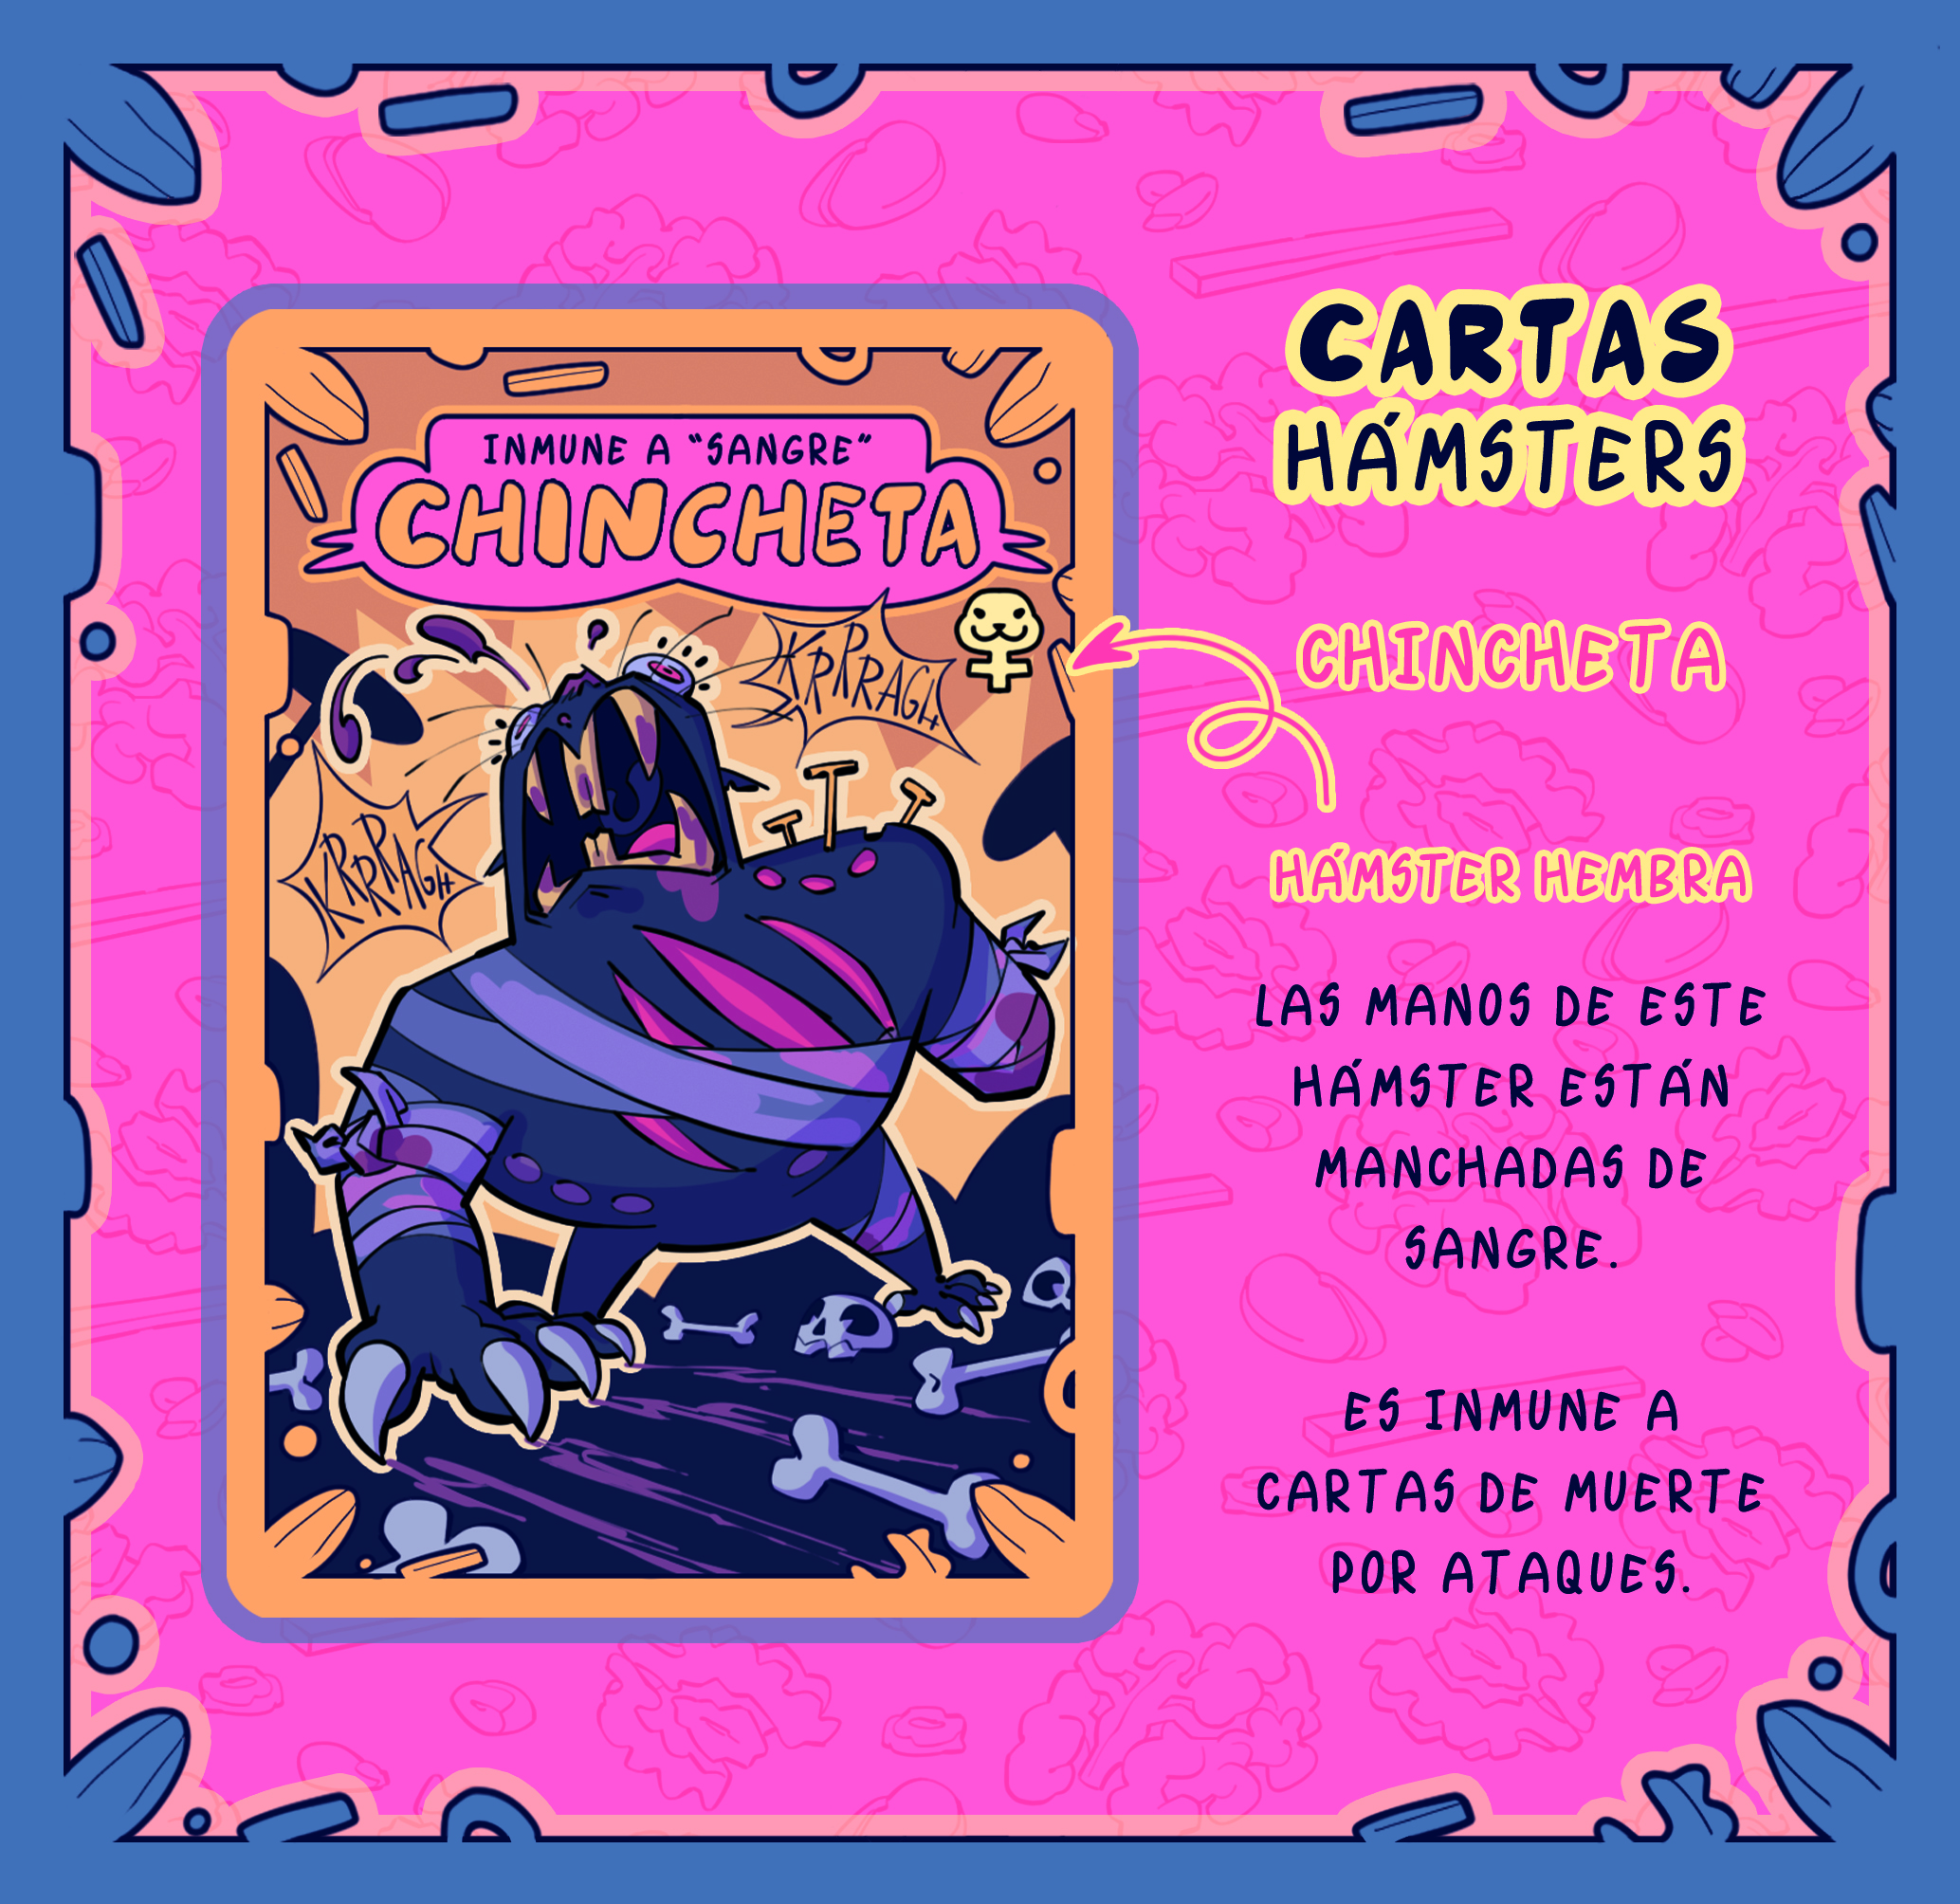 CARTAS
HÁMSTERS
INMUNE A "SANGRE"
CHINCHETA
KRRRAGH
KRRRAGH
CHINCHETA
HÁMSTER HEMBRA
LAS MANOS DE ESTE
HÁMSTER ESTÁN
MANCHADAS DE
SANGRE.
ES INMUNE A
CARTAS DE MUERTE
POR ATAQUES.